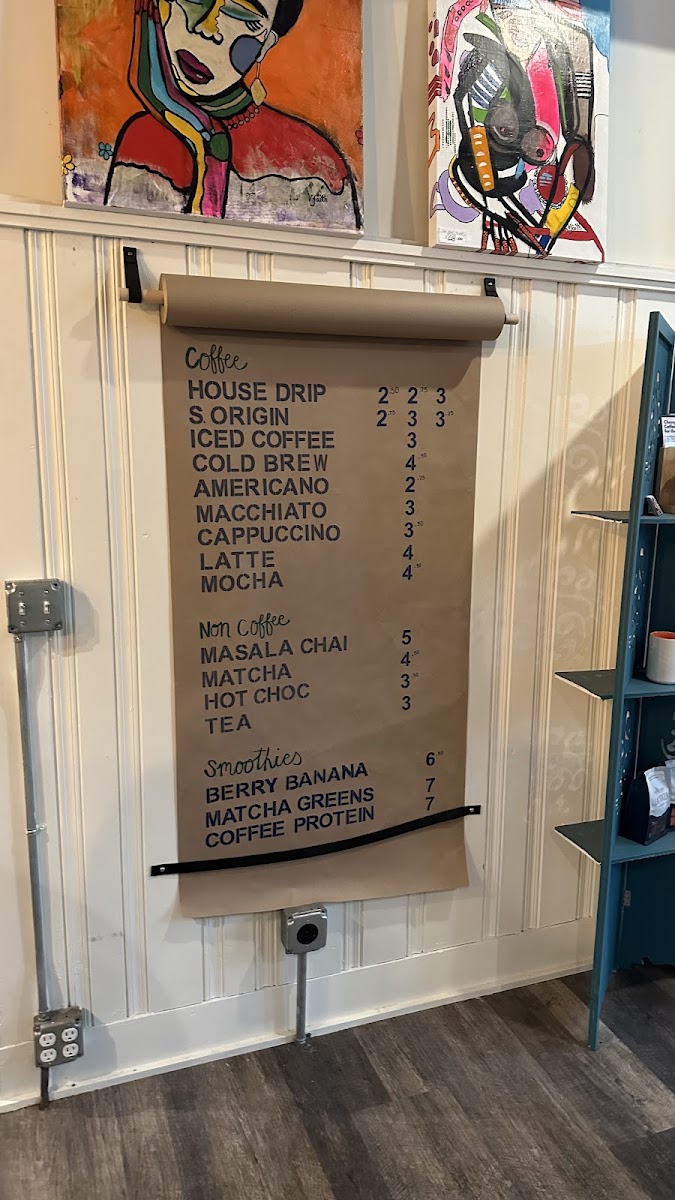 Coffee
HOUSE DRIP 2.50 2.75 3
S. ORIGIN 2.75 3 3.25
ICED COFFEE 3
COLD BREW 4.50
AMERICANO 2.25
MACCHIATO 3
CAPPUCCINO 3.50
LATTE 4
MOCHA 4.50
Non Coffee
MASALA CHAI 5
MATCHA 4.50
HOT CHOC 3.50
TEA 3
Smoothies
BERRY BANANA 6.50
MATCHA GREENS 7
COFFEE PROTEIN 7